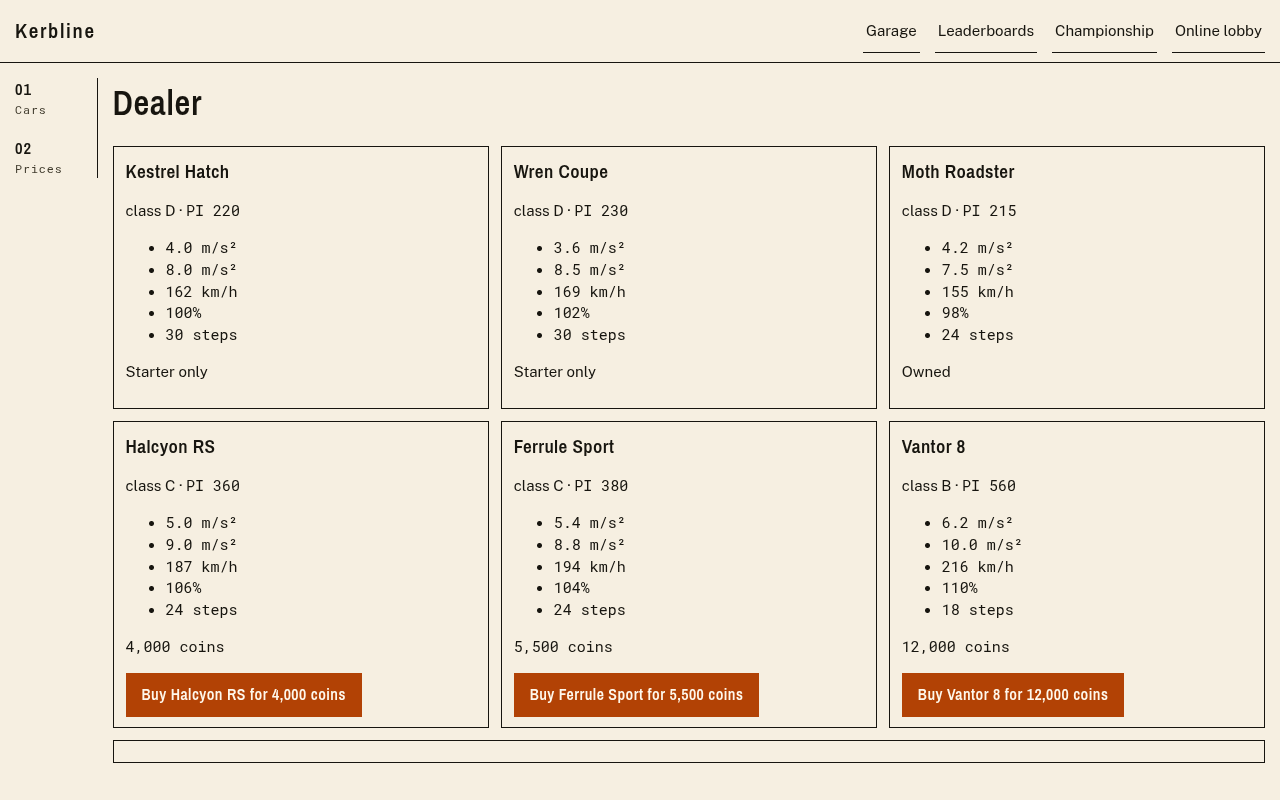 Kerbline
Garage
Leaderboards
Championship
Online lobby
01
Cars
02
Prices
Dealer
Kestrel Hatch
class D · PI 220
4.0 m/s²
8.0 m/s²
162 km/h
100%
30 steps
Starter only
Wren Coupe
class D · PI 230
3.6 m/s²
8.5 m/s²
169 km/h
102%
30 steps
Starter only
Moth Roadster
class D · PI 215
4.2 m/s²
7.5 m/s²
155 km/h
98%
24 steps
Owned
Halcyon RS
class C · PI 360
5.0 m/s²
9.0 m/s²
187 km/h
106%
24 steps
4,000 coins
Buy Halcyon RS for 4,000 coins
Ferrule Sport
class C · PI 380
5.4 m/s²
8.8 m/s²
194 km/h
104%
24 steps
5,500 coins
Buy Ferrule Sport for 5,500 coins
Vantor 8
class B · PI 560
6.2 m/s²
10.0 m/s²
216 km/h
110%
18 steps
12,000 coins
Buy Vantor 8 for 12,000 coins